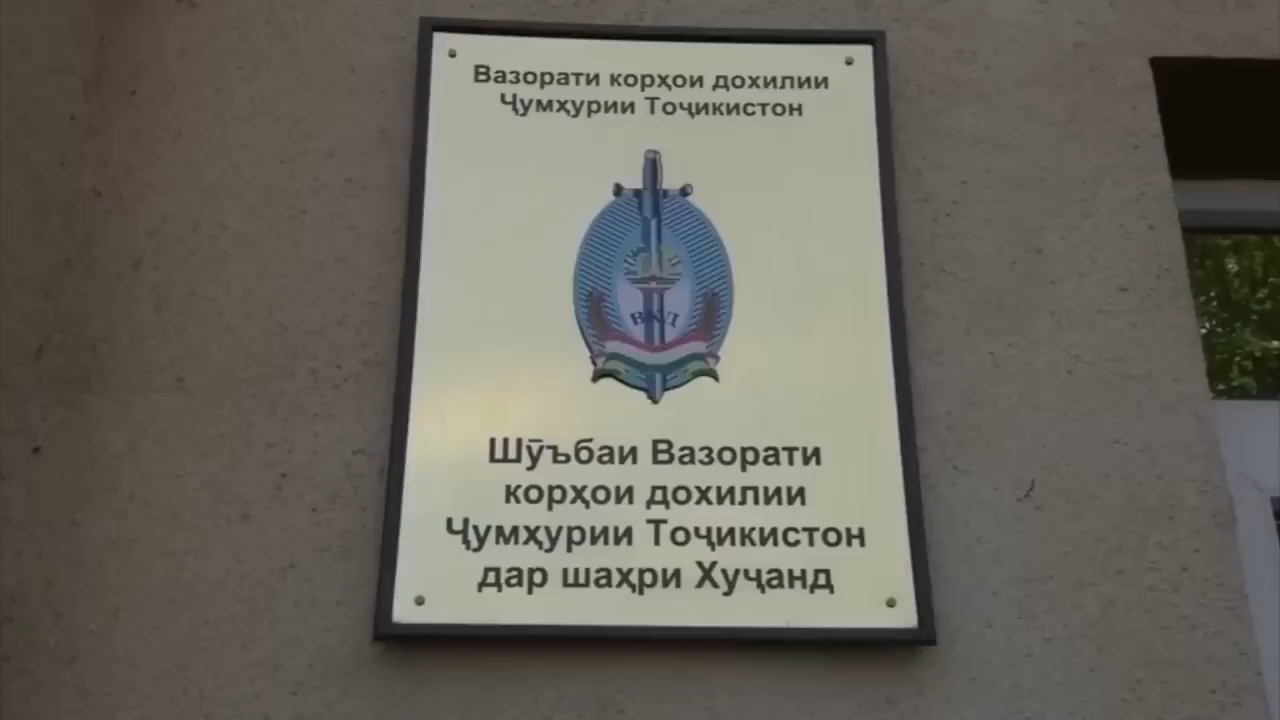 Вазорати корҳои дохилии
Ҷумҳурии Тоҷикистон
ВКД
Шӯъбаи Вазорати
корҳои дохилии
Ҷумҳурии Тоҷикистон
дар шаҳри Хуҷанд